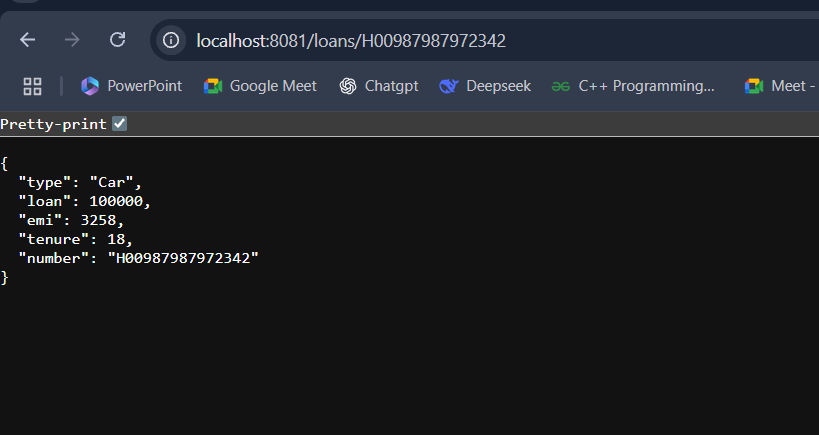 localhost:8081/loans/H00987987972342
PowerPoint Google Meet Chatgpt Deepseek C++ Programming... Meet -
Pretty-print
{
  "type": "Car",
  "loan": 100000,
  "emi": 3258,
  "tenure": 18,
  "number": "H00987987972342"
}